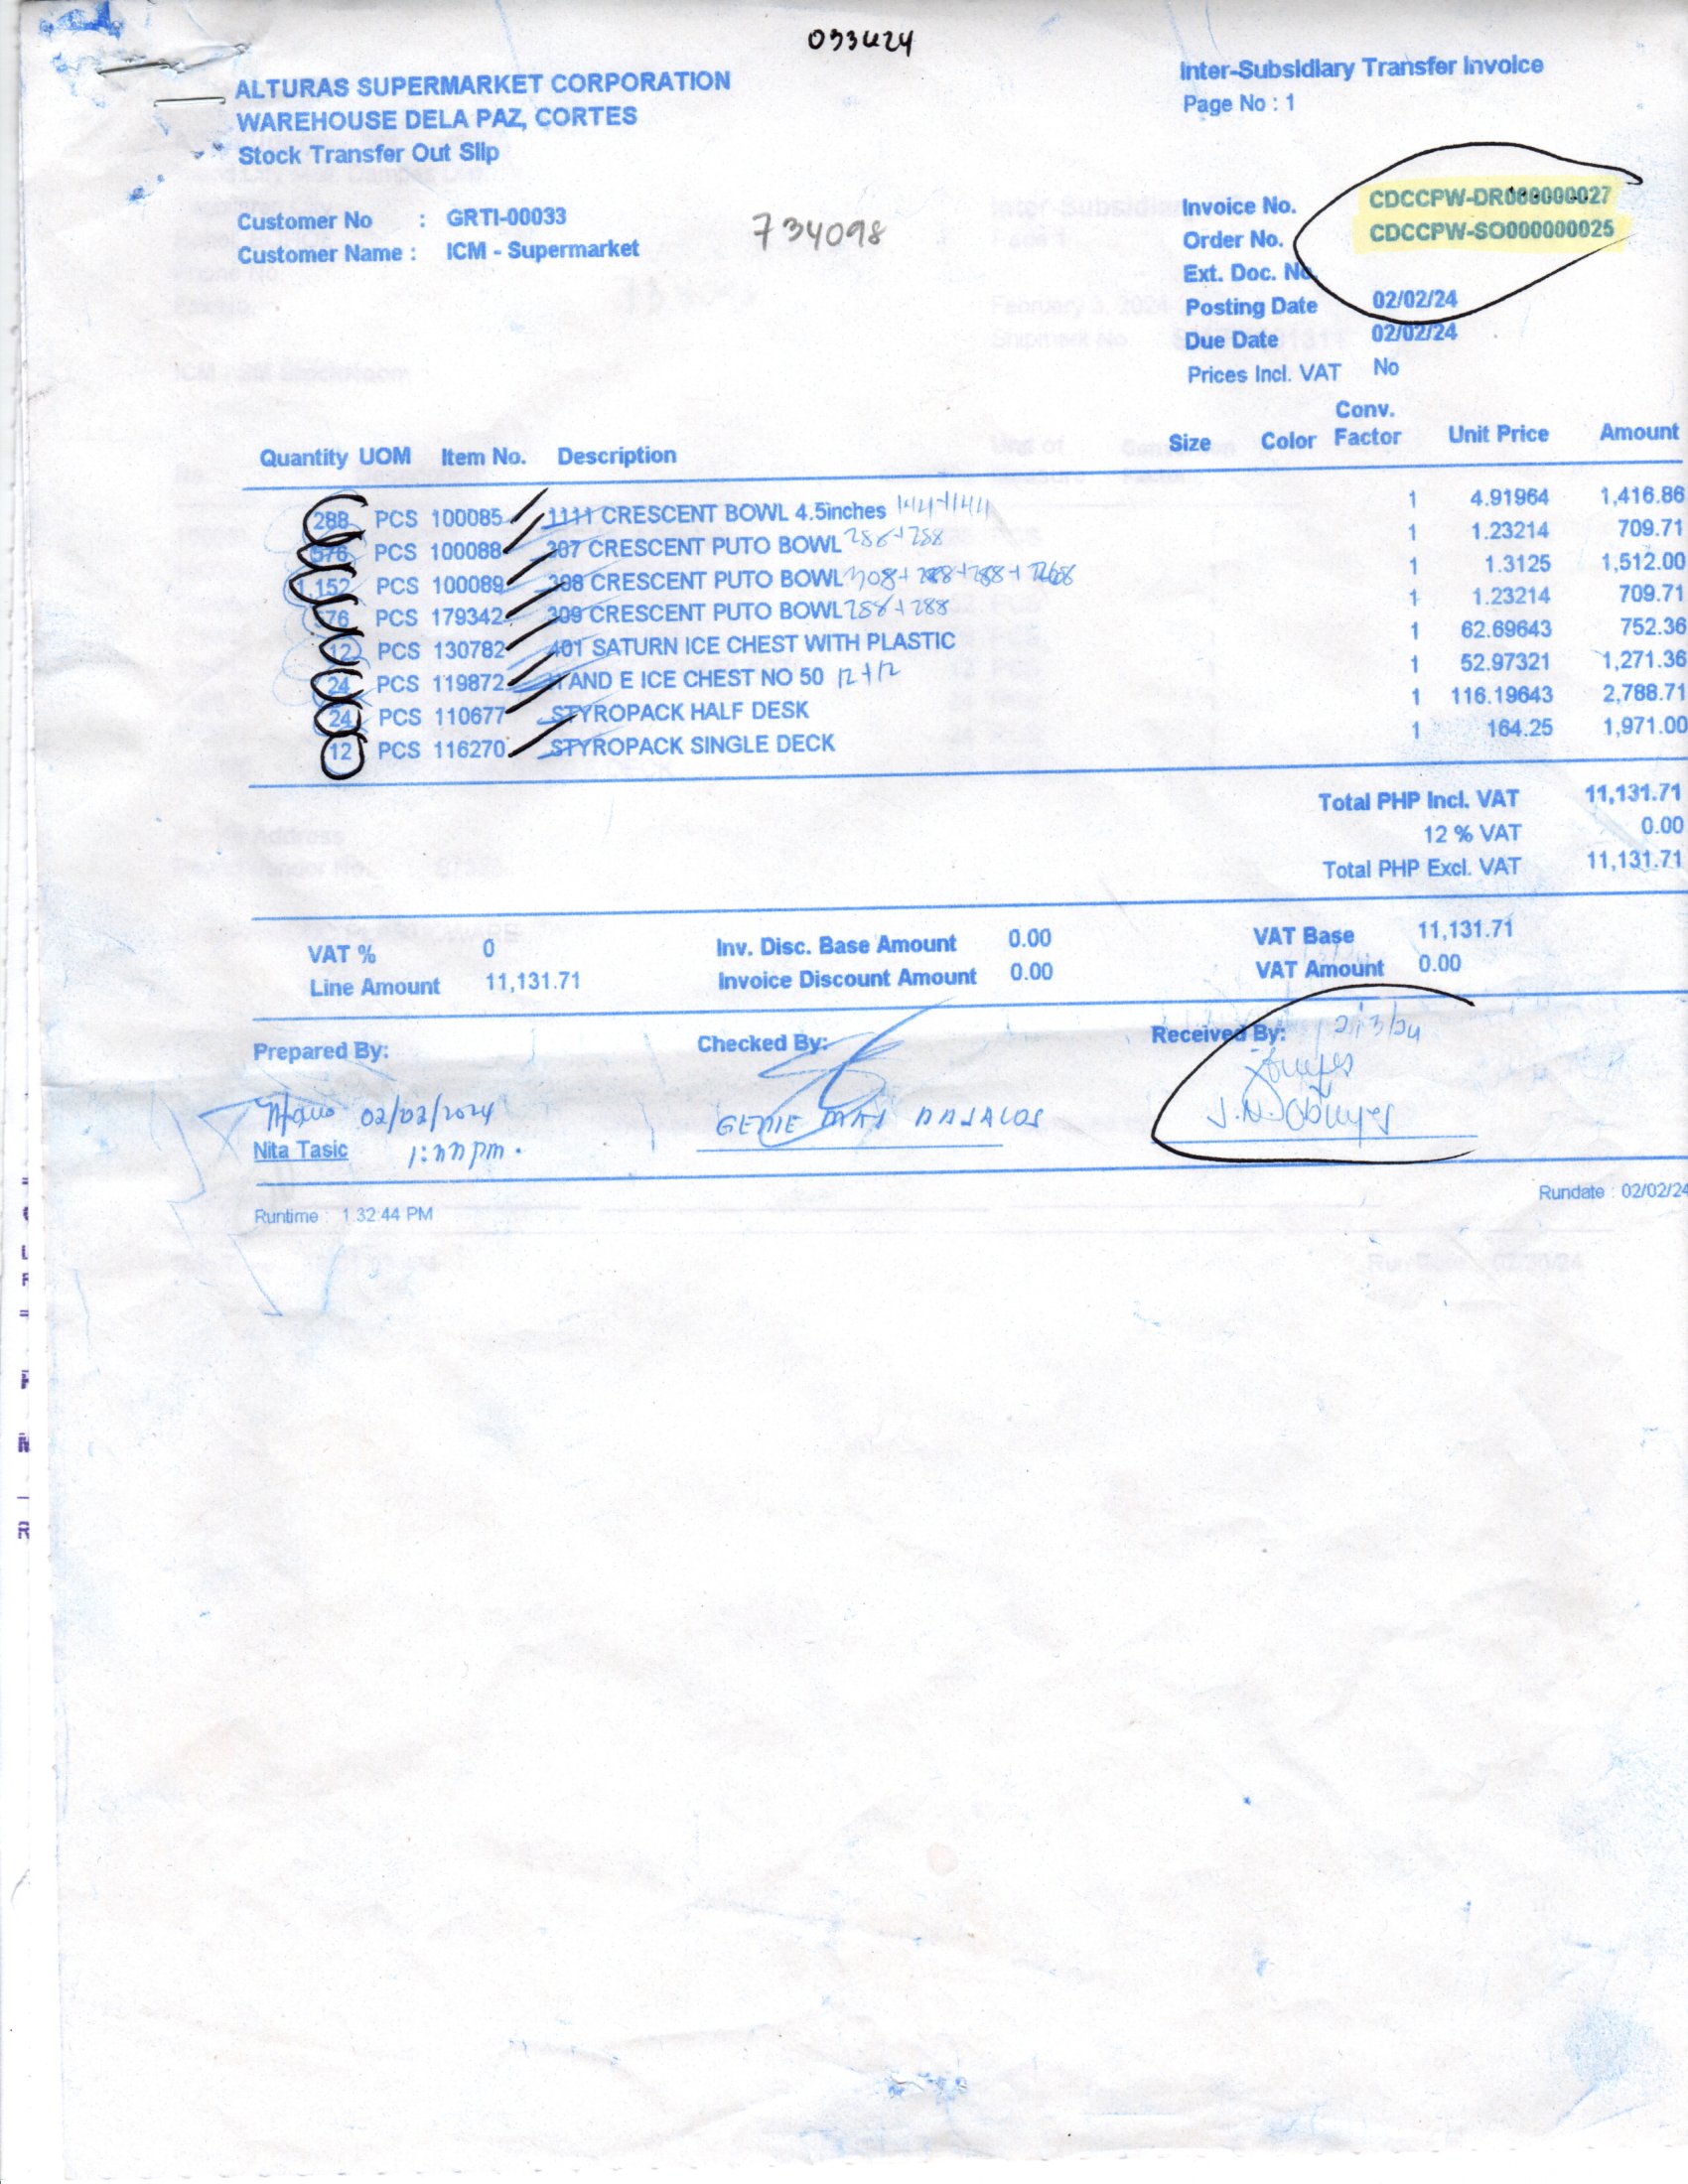 033424
ALTURAS SUPERMARKET CORPORATION
WAREHOUSE DELA PAZ, CORTES
Stock Transfer Out Slip
Inter-Subsidiary Transfer Invoice
Page No : 1
Customer No : GRTI-00033
Customer Name : ICM - Supermarket
734098
Invoice No. CDCCPW-DR000000027
Order No. CDCCPW-SO000000025
Ext. Doc. No.
Posting Date 02/02/24
Due Date 02/02/24
Prices Incl. VAT No
Quantity UOM Item No. Description Size Color Conv. Factor Unit Price Amount
288 PCS 100085 1111 CRESCENT BOWL 4.5inches 144+144 1 4.91964 1,416.86
576 PCS 100088 307 CRESCENT PUTO BOWL 288+288 1 1.23214 709.71
1,152 PCS 100089 308 CRESCENT PUTO BOWL 1 1.3125 1,512.00
576 PCS 179342 309 CRESCENT PUTO BOWL 288+288 1 1.23214 709.71
12 PCS 130782 401 SATURN ICE CHEST WITH PLASTIC 1 62.69643 752.36
24 PCS 119872 AND E ICE CHEST NO 50 12+12 1 52.97321 1,271.36
24 PCS 110677 STYROPACK HALF DESK 1 116.19643 2,788.71
12 PCS 116270 STYROPACK SINGLE DECK 1 164.25 1,971.00
Total PHP Incl. VAT 11,131.71
12 % VAT 0.00
Total PHP Excl. VAT 11,131.71
VAT % 0 Inv. Disc. Base Amount 0.00 VAT Base 11,131.71
Line Amount 11,131.71 Invoice Discount Amount 0.00 VAT Amount 0.00
Prepared By: Checked By: Received By:
02/02/2024 GENIE MAY DAJALOS
Nita Tasic
Runtime : 1:32:44 PM Rundate : 02/02/24